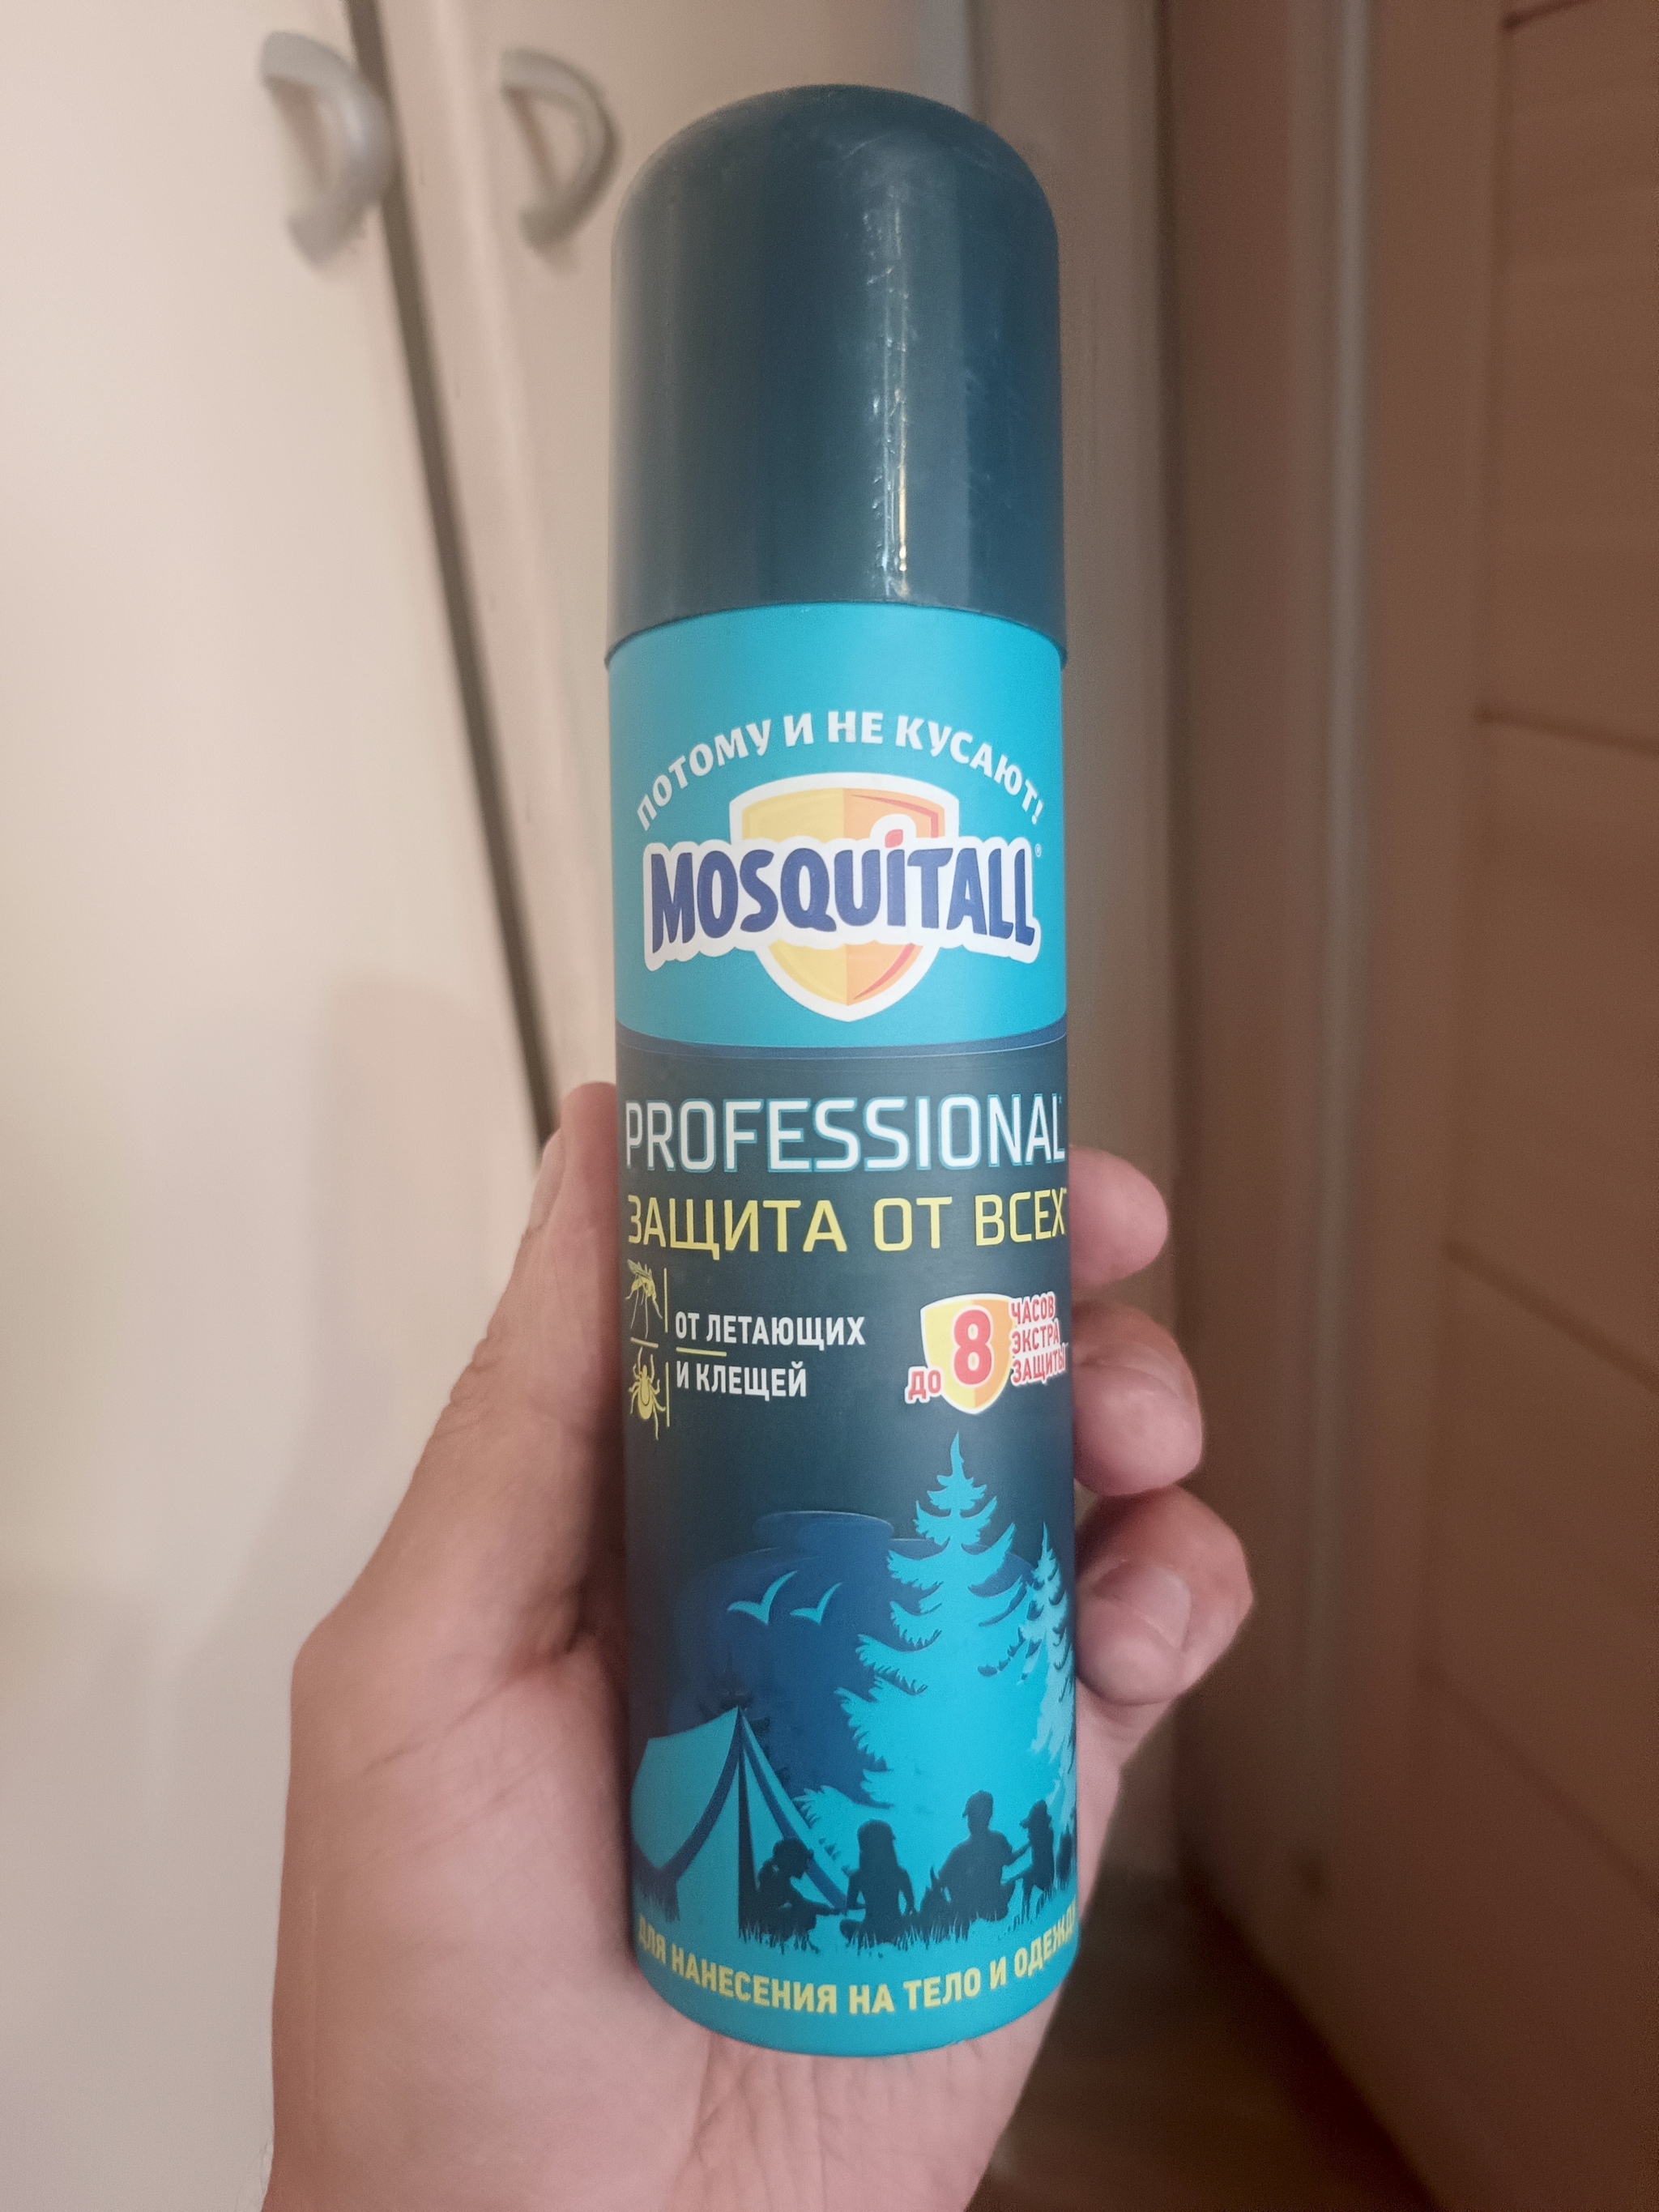 ПОТОМУ И НЕ КУСАЮТ!
MOSQUITALL®
PROFESSIONAL
ЗАЩИТА ОТ ВСЕХ
ОТ ЛЕТАЮЩИХ
И КЛЕЩЕЙ
ДО 8 ЧАСОВ
ЭКСТРА
ЗАЩИТЫ
ДЛЯ НАНЕСЕНИЯ НА ТЕЛО И ОДЕЖДУ